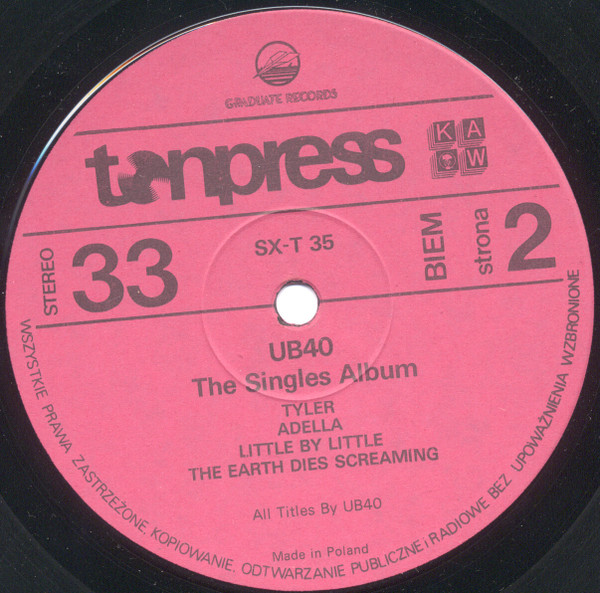 GRADUATE RECORDS
tonpress
KAW
SX-T 35
STEREO
33
BIEM
strona
2
UB40
The Singles Album
TYLER
ADELLA
LITTLE BY LITTLE
THE EARTH DIES SCREAMING
All Titles By UB40
Made in Poland
WSZYSTKIE PRAWA ZASTRZEŻONE, KOPIOWANIE, ODTWARZANIE PUBLICZNE i RADIOWE BEZ UPOWAŻNIENIA WZBRONIONE